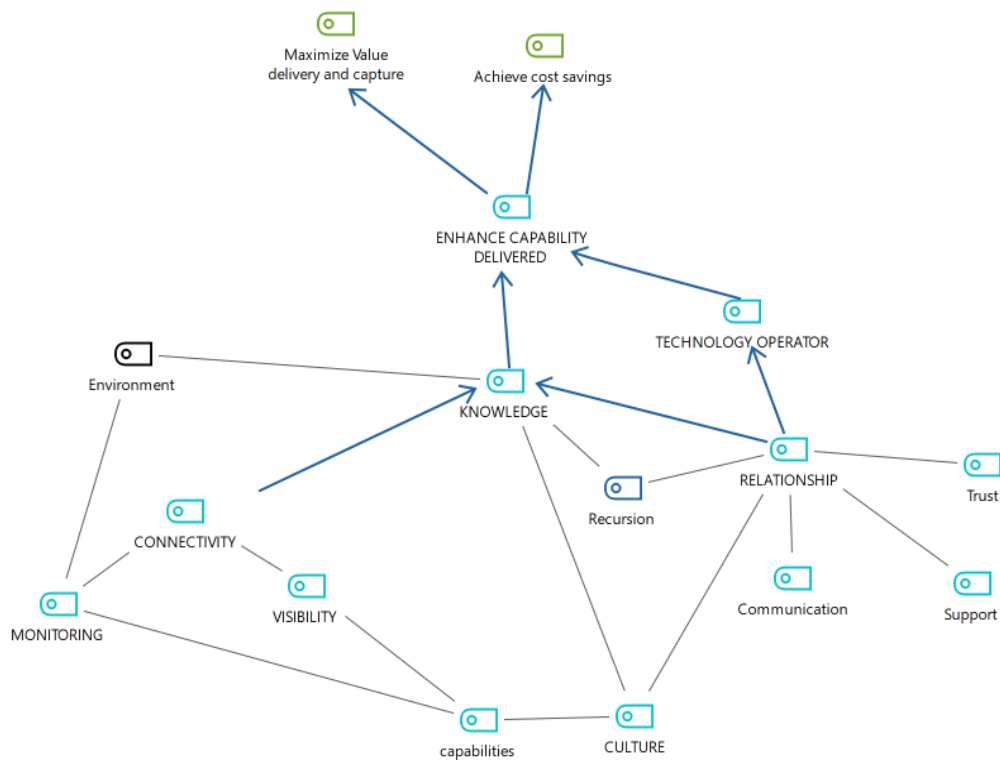 Maximize Value
delivery and capture
Achieve cost savings
ENHANCE CAPABILITY
DELIVERED
TECHNOLOGY OPERATOR
Environment
KNOWLEDGE
RELATIONSHIP
Trust
Recursion
CONNECTIVITY
VISIBILITY
Communication
Support
MONITORING
capabilities
CULTURE